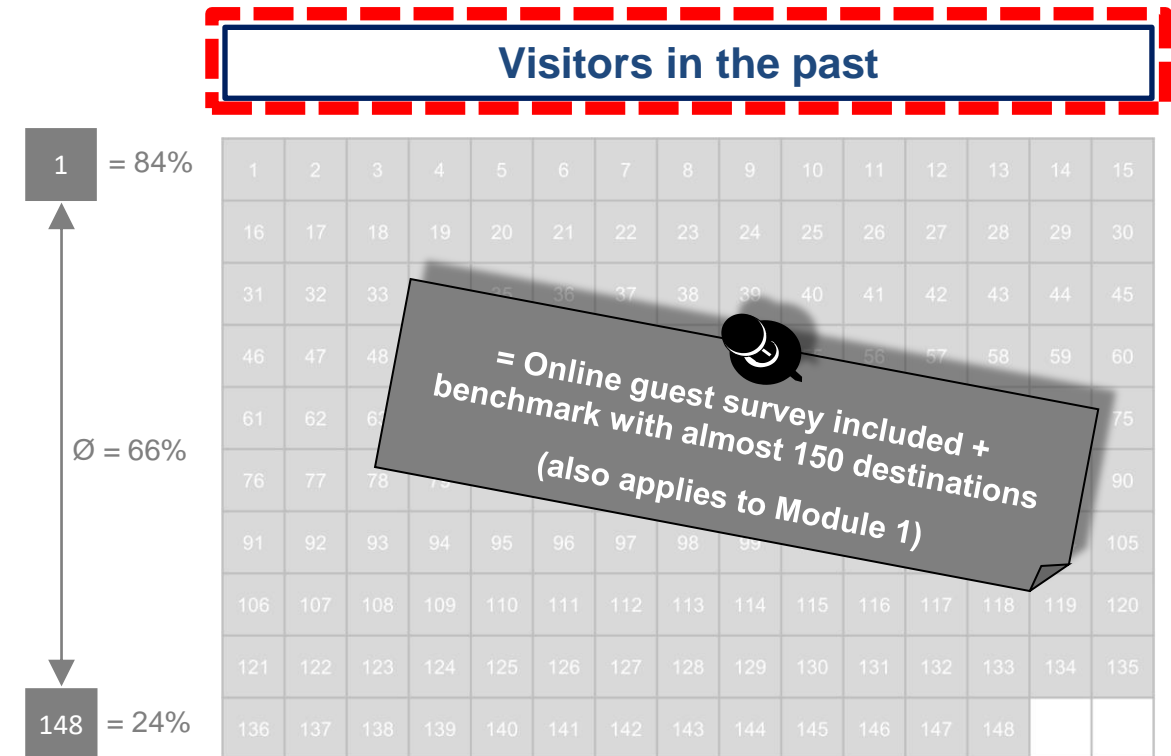 Visitors in the past
1 = 84%
1 2 3 4 5 6 7 8 9 10 11 12 13 14 15
16 17 18 19 20 21 22 23 24 25 26 27 28 29 30
31 32 33 35 36 37 38 39 40 41 42 43 44 45
46 47 48 56 57 58 59 60
61 62 75
Ø = 66%
76 77 78 90
91 92 93 94 95 96 97 98 99 105
106 107 108 109 110 111 112 113 114 115 116 117 118 119 120
121 122 123 124 125 126 127 128 129 130 131 132 133 134 135
148 = 24%
136 137 138 139 140 141 142 143 144 145 146 147 148
= Online guest survey included +
benchmark with almost 150 destinations
(also applies to Module 1)